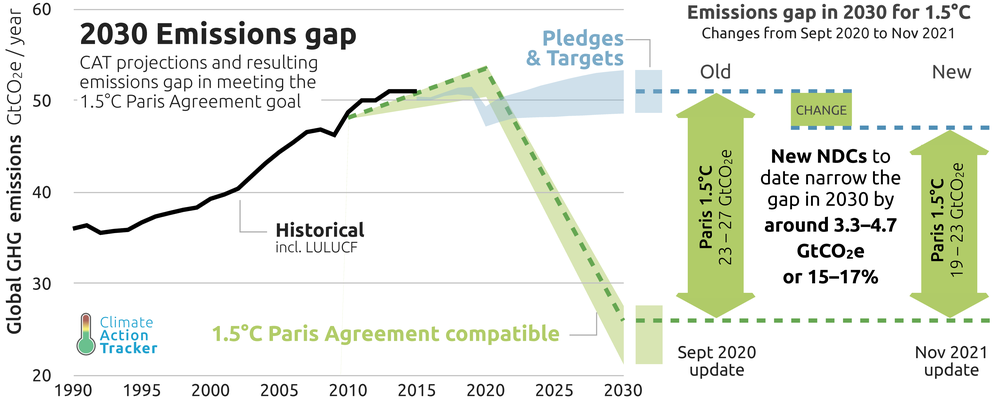 2030 Emissions gap
CAT projections and resulting
emissions gap in meeting the
1.5°C Paris Agreement goal
Global GHG emissions GtCO₂e / year
60
50
40
30
20
1990
1995
2000
2005
2010
2015
2020
2025
2030
Historical
incl. LULUCF
Pledges
& Targets
1.5°C Paris Agreement compatible
Climate
Action
Tracker
Emissions gap in 2030 for 1.5°C
Changes from Sept 2020 to Nov 2021
Old
New
CHANGE
Paris 1.5°C
23 – 27 GtCO₂e
New NDCs to
date narrow the
gap in 2030 by
around 3.3–4.7
GtCO₂e
or 15–17%
Paris 1.5°C
19 – 23 GtCO₂e
Sept 2020
update
Nov 2021
update